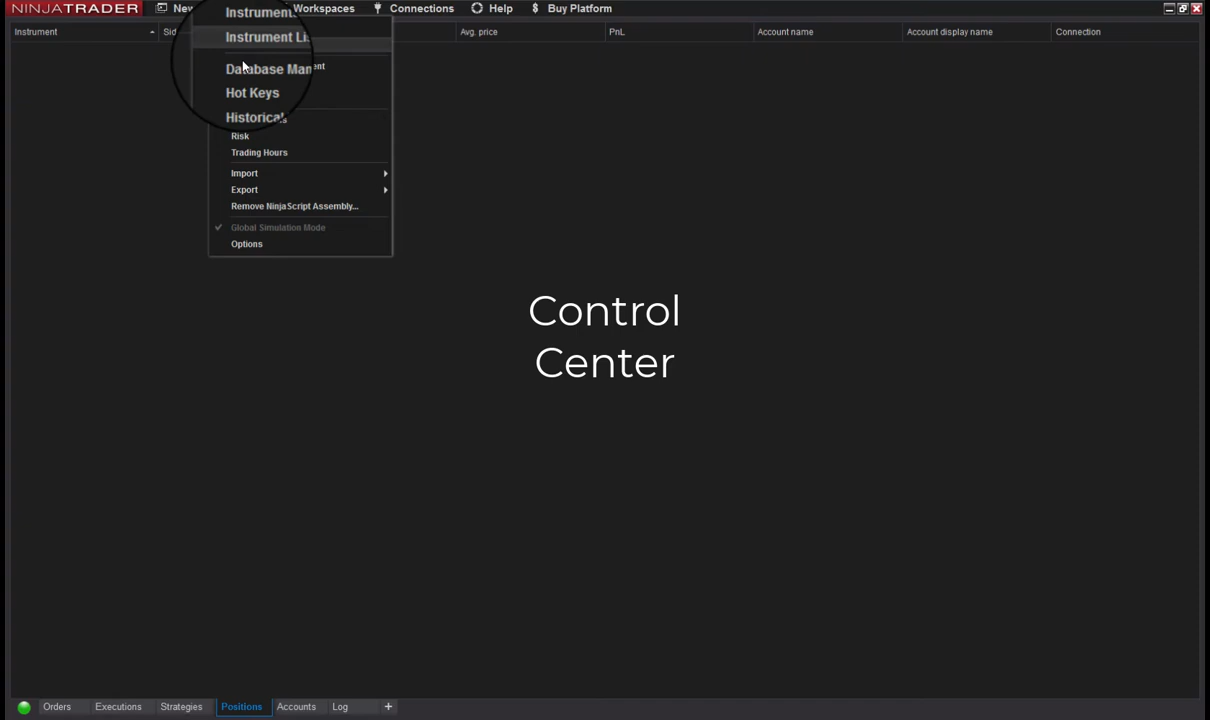 NINJATRADER New Workspaces Connections Help $ Buy Platform
Instrument Avg. price PnL Account name Account display name Connection
Instrument
Instrument
Database
Hot Keys
Historical
Risk
Trading Hours
Import
Export
Remove NinjaScript Assembly...
Global Simulation Mode
Options
Control
Center
Orders Executions Strategies Positions Accounts Log +